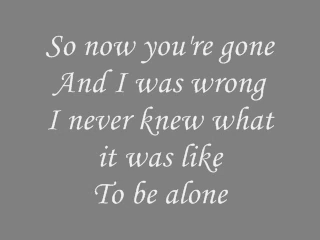 So now you're gone
And I was wrong
I never knew what
it was like
To be alone